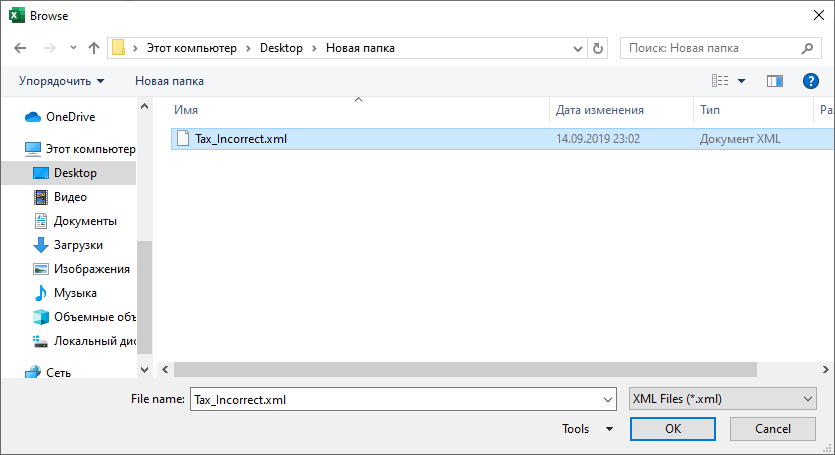 Browse
Этот компьютер Desktop Новая папка Поиск: Новая папка
Упорядочить Новая папка ?
Имя Дата изменения Тип Ра
OneDrive
Этот компьютер
Desktop
Видео
Документы
Загрузки
Изображения
Музыка
Объемные объ
Локальный дис
Сеть
Tax_Incorrect.xml 14.09.2019 23:02 Документ XML
File name: Tax_Incorrect.xml XML Files (*.xml)
Tools OK Cancel